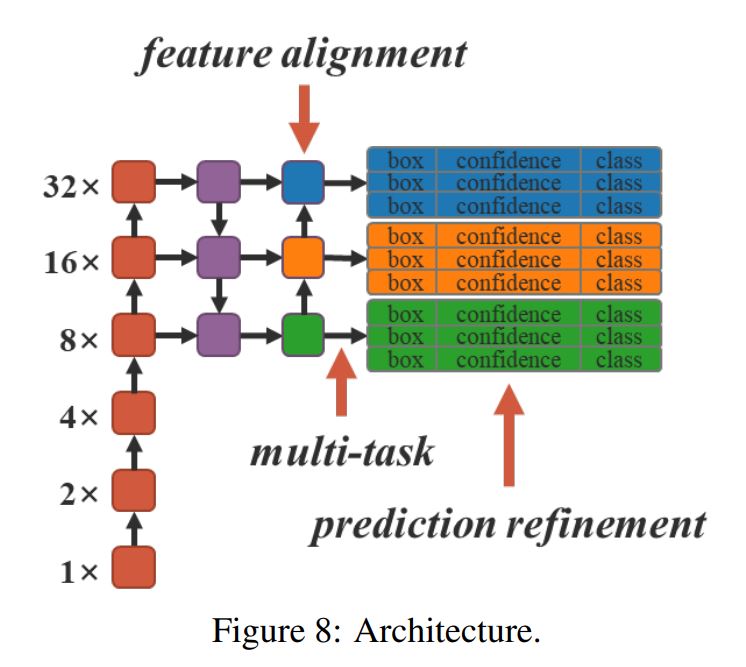 feature alignment
32× box confidence class
box confidence class
box confidence class
16× box confidence class
box confidence class
box confidence class
8× box confidence class
box confidence class
box confidence class
4×
multi-task
2×
prediction refinement
1×
Figure 8: Architecture.